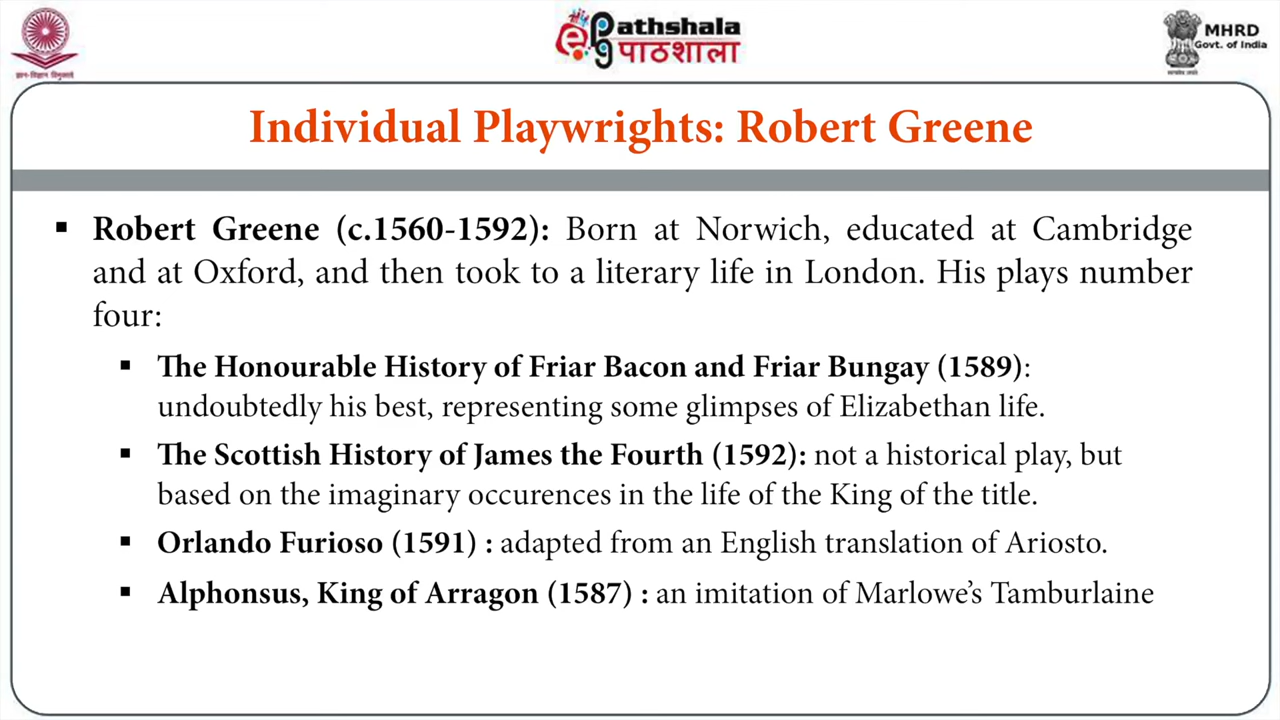 ज्ञान-विज्ञान विमुक्तये
ePathshala
पाठशाला
MHRD
Govt. of India
सत्यमेव जयते
Individual Playwrights: Robert Greene
▪ Robert Greene (c.1560-1592): Born at Norwich, educated at Cambridge
and at Oxford, and then took to a literary life in London. His plays number
four:
▪ The Honourable History of Friar Bacon and Friar Bungay (1589):
undoubtedly his best, representing some glimpses of Elizabethan life.
▪ The Scottish History of James the Fourth (1592): not a historical play, but
based on the imaginary occurences in the life of the King of the title.
▪ Orlando Furioso (1591) : adapted from an English translation of Ariosto.
▪ Alphonsus, King of Arragon (1587) : an imitation of Marlowe's Tamburlaine